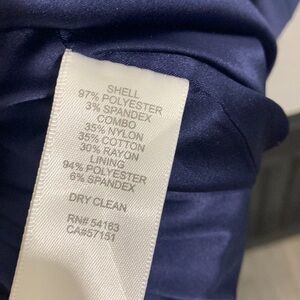 SHELL
97% POLYESTER
3% SPANDEX
COMBO
35% NYLON
35% COTTON
30% RAYON
LINING
94% POLYESTER
6% SPANDEX
DRY CLEAN
RN# 54163
CA#57151